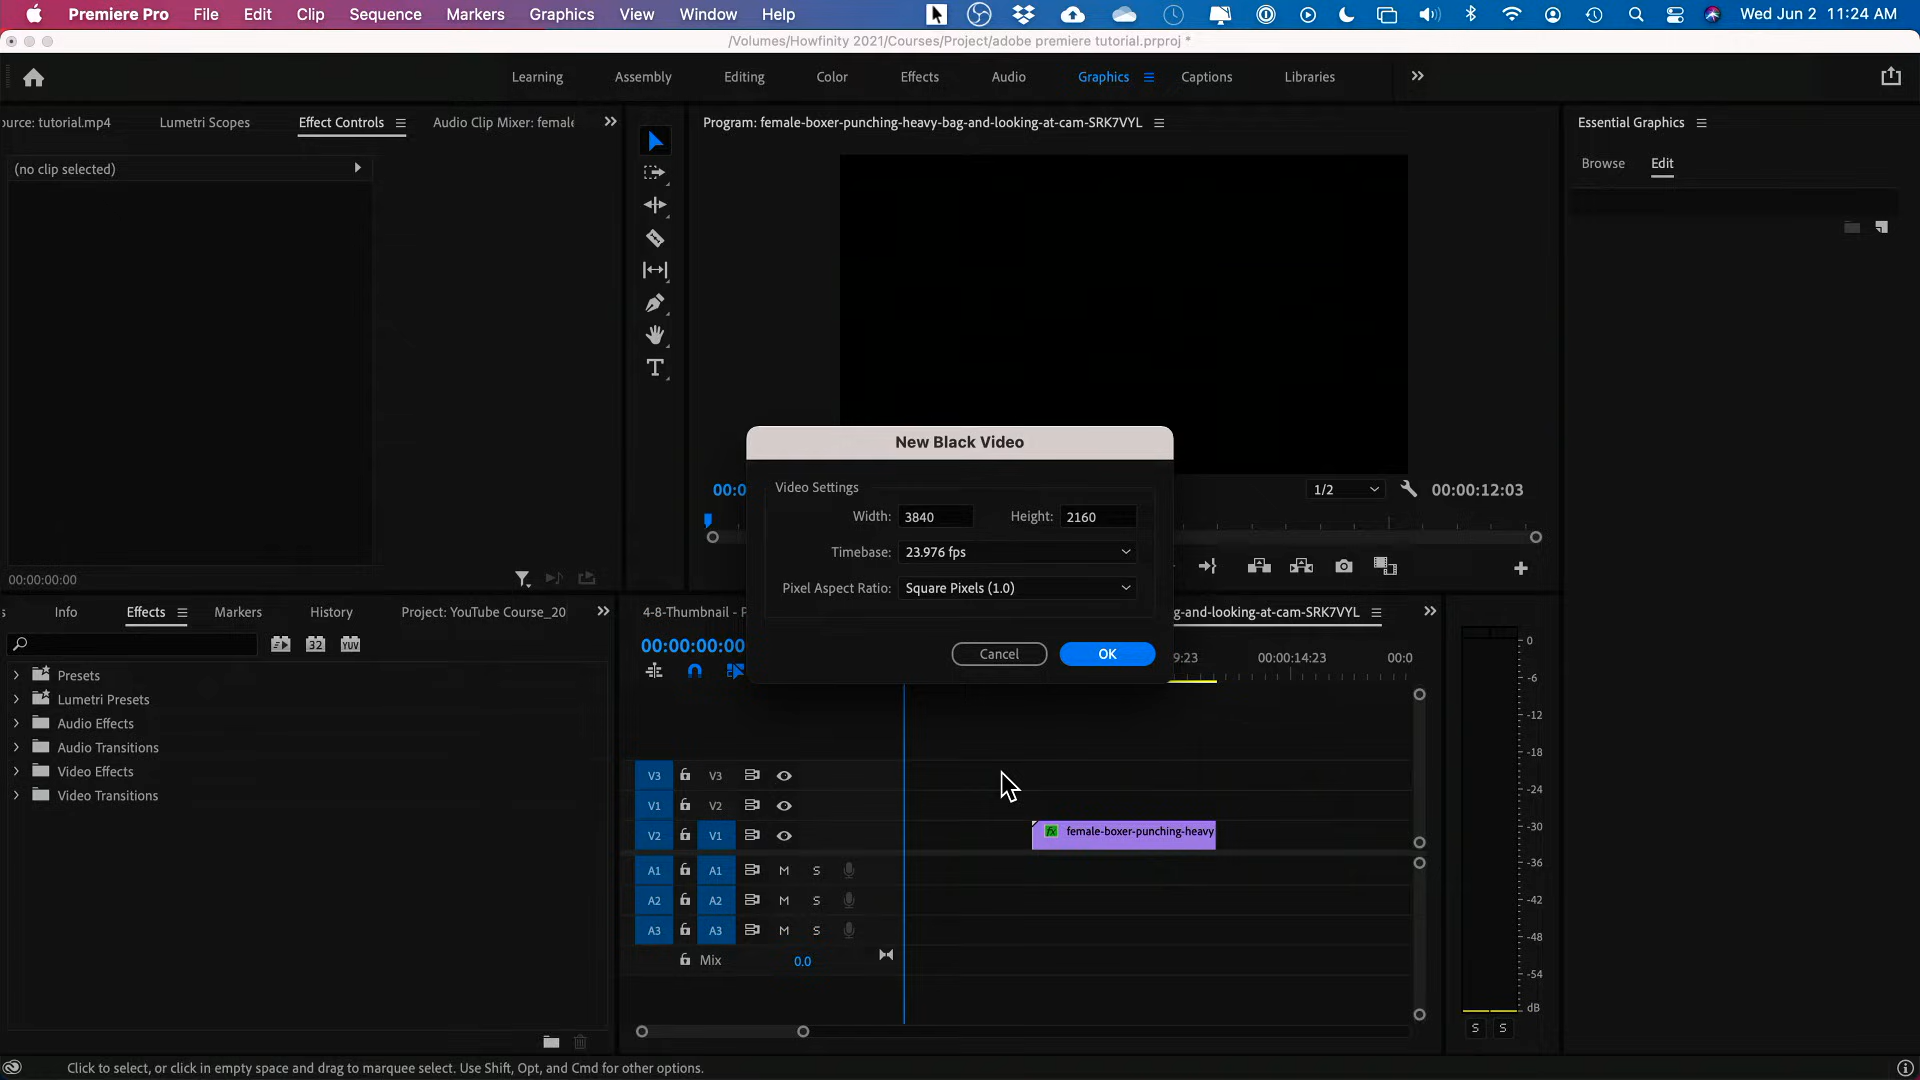 Premiere Pro File Edit Clip Sequence Markers Graphics View Window Help Wed Jun 2 11:24 AM
/Volumes/Howfinity 2021/Courses/Project/adobe premiere tutorial.prproj *
Learning Assembly Editing Color Effects Audio Graphics Captions Libraries
ource: tutorial.mp4 Lumetri Scopes Effect Controls Audio Clip Mixer: female Program: female-boxer-punching-heavy-bag-and-looking-at-cam-SRK7VYL Essential Graphics
(no clip selected) Browse Edit
New Black Video
Video Settings
Width: 3840 Height: 2160
Timebase: 23.976 fps
Pixel Aspect Ratio: Square Pixels (1.0)
Cancel OK
00:0 1/2 00:00:12:03
00:00:00:00
s Info Effects Markers History Project: YouTube Course_20 4-8-Thumbnail - P g-and-looking-at-cam-SRK7VYL
32 YUV 00:00:00:00
9:23 00:00:14:23 00:0
Presets
Lumetri Presets
Audio Effects
Audio Transitions
Video Effects
Video Transitions
V3 V3
V1 V2
V2 V1 fx female-boxer-punching-heavy
A1 A1 M S
A2 A2 M S
A3 A3 M S
Mix 0.0
0
-6
-12
-18
-24
-30
-36
-42
-48
-54
dB
S S
Click to select, or click in empty space and drag to marquee select. Use Shift, Opt, and Cmd for other options.